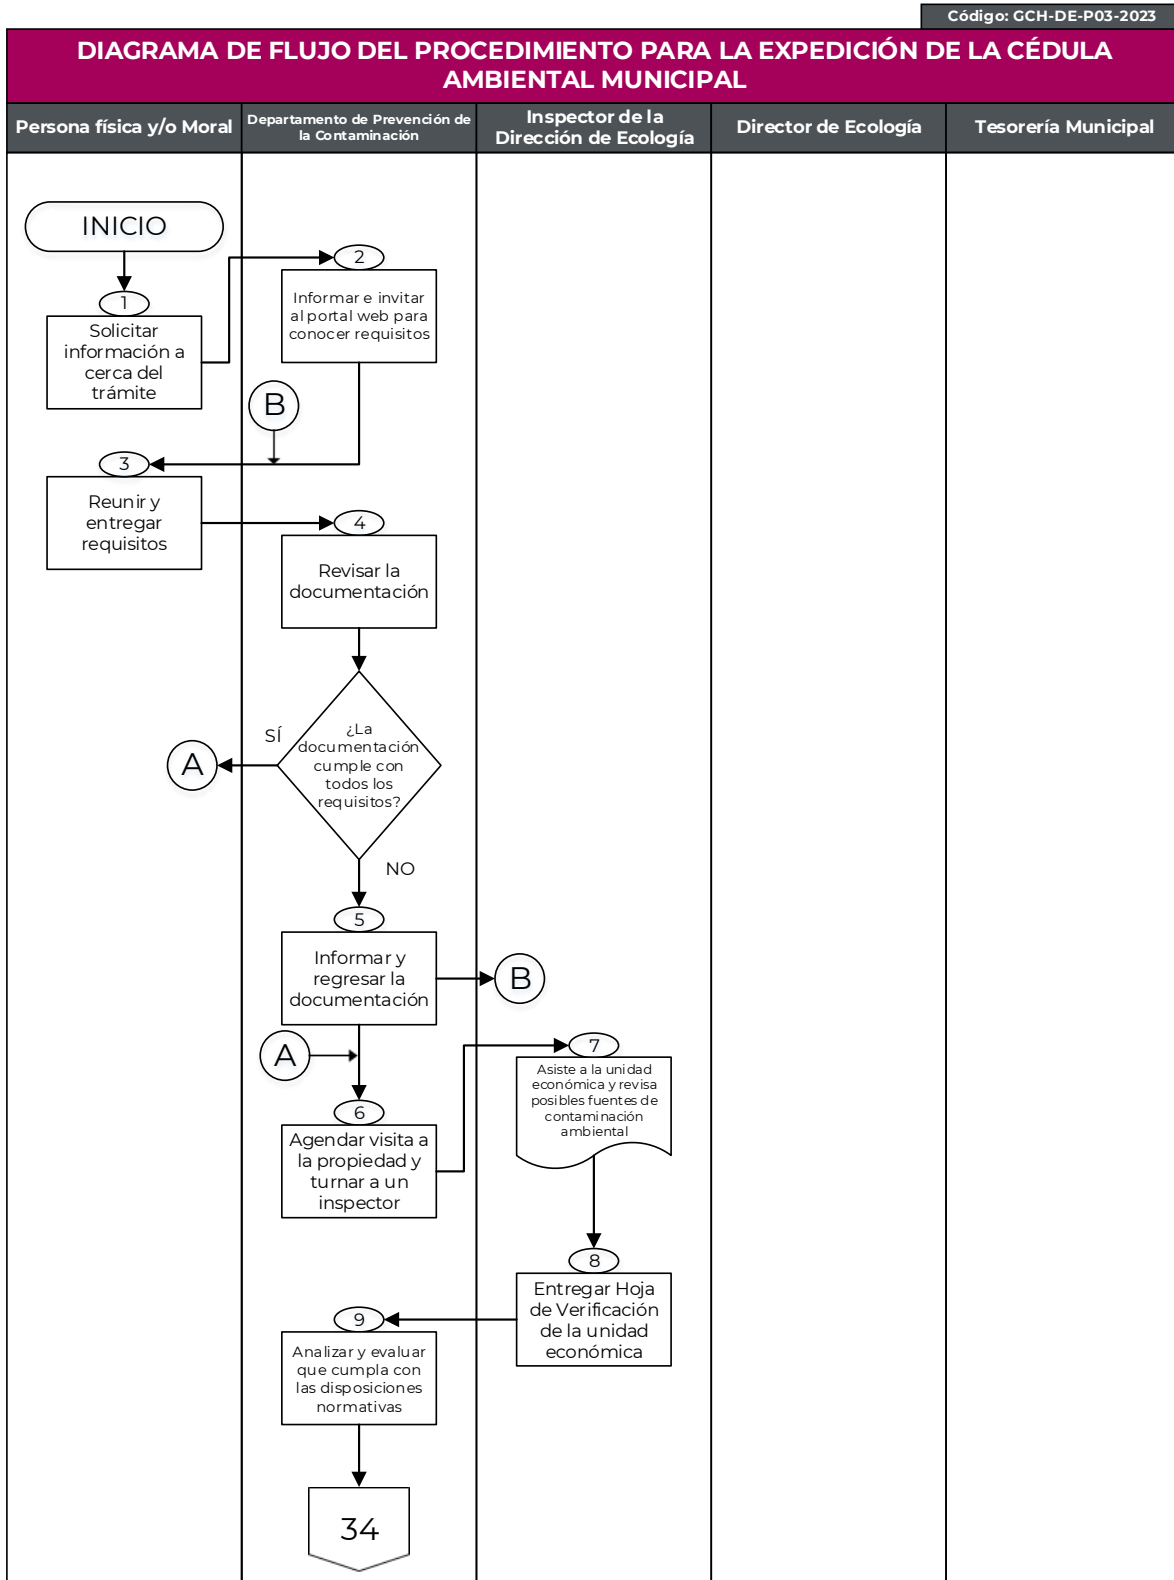 Código: GCH-DE-P03-2023
DIAGRAMA DE FLUJO DEL PROCEDIMIENTO PARA LA EXPEDICIÓN DE LA CÉDULA
AMBIENTAL MUNICIPAL
Persona física y/o Moral
Departamento de Prevención de
la Contaminación
Inspector de la
Dirección de Ecología
Director de Ecología
Tesorería Municipal
INICIO
1
Solicitar
información a
cerca del
trámite
2
Informar e invitar
al portal web para
conocer requisitos
B
3
Reunir y
entregar
requisitos
4
Revisar la
documentación
¿La
documentación
cumple con
todos los
requisitos?
SÍ
A
NO
5
Informar y
regresar la
documentación
B
A
6
Agendar visita a
la propiedad y
turnar a un
inspector
7
Asiste a la unidad
económica y revisa
posibles fuentes de
contaminación
ambiental
8
Entregar Hoja
de Verificación
de la unidad
económica
9
Analizar y evaluar
que cumpla con
las disposiciones
normativas
34